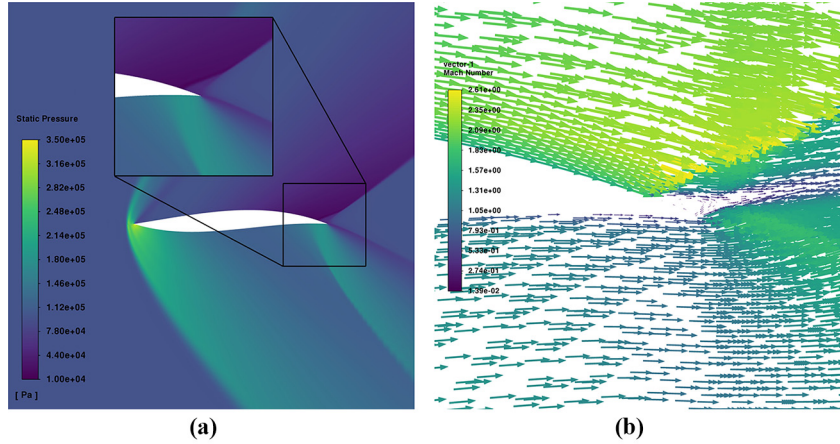 Static Pressure
3.50e+05
3.16e+05
2.82e+05
2.48e+05
2.14e+05
1.80e+05
1.46e+05
1.12e+05
7.80e+04
4.40e+04
1.00e+04
[ Pa ]
(a)
vector-1
Mach Number
2.61e+00
2.35e+00
2.09e+00
1.83e+00
1.57e+00
1.31e+00
1.05e+00
7.93e-01
5.33e-01
2.74e-01
1.39e-02
(b)